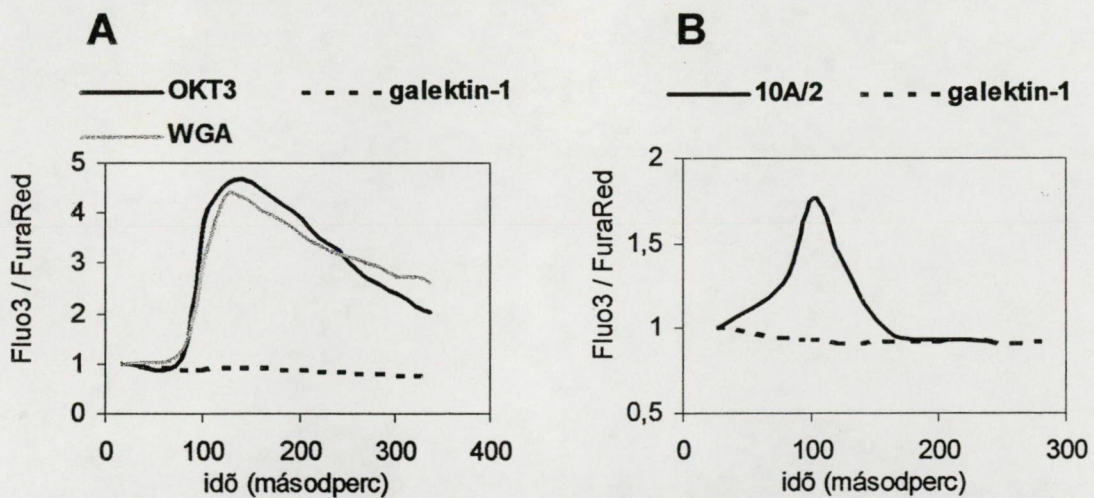 A
OKT3 galektin-1
WGA
Fluo3 / FuraRed
5
4
3
2
1
0
0 100 200 300 400
idõ (másodperc)
B
10A/2 galektin-1
Fluo3 / FuraRed
2
1,5
1
0,5
0 100 200 300
idõ (másodperc)